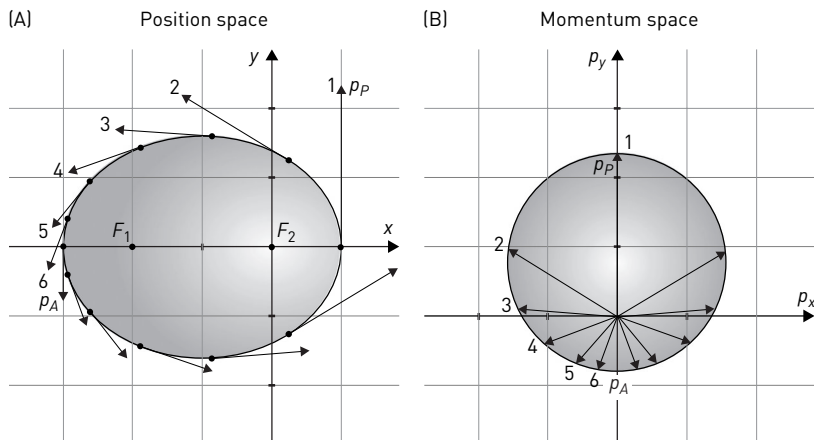 (A) Position space
y
1 p_P
2
3
4
5
6
p_A
F_1
F_2
x
(B) Momentum space
p_y
1
p_P
2
3
4
5
6
p_A
p_x